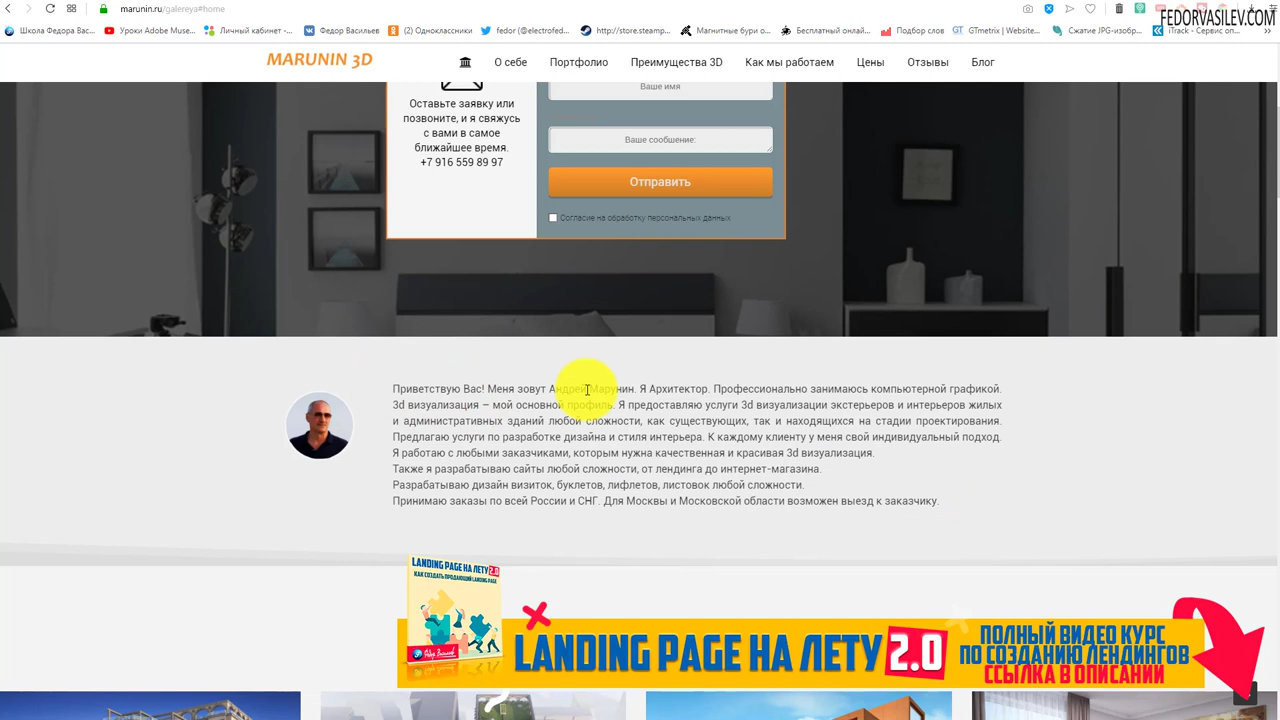 marunin.ru/galereya#home
FEDORVASILEV.COM
Школа Федора Вас...
Уроки Adobe Muse...
Личный кабинет -...
Федор Васильев
(2) Одноклассники
fedor (@electrofed...
http://store.steamp...
Магнитные бури о...
Бесплатный онлай...
Подбор слов
GTmetrix | Website...
Сжатие JPG-изобр...
iTrack - Сервис оп...
MARUNIN 3D
О себе
Портфолио
Преимущества 3D
Как мы работаем
Цены
Отзывы
Блог
Оставьте заявку или
позвоните, и я свяжусь
с вами в самое
ближайшее время.
+7 916 559 89 97
Ваше имя
Ваше сообщение:
Отправить
Согласие на обработку персональных данных
Приветствую Вас! Меня зовут Андрей Марунин. Я Архитектор. Профессионально занимаюсь компьютерной графикой.
3d визуализация – мой основной профиль. Я предоставляю услуги 3d визуализации экстерьеров и интерьеров жилых
и административных зданий любой сложности, как существующих, так и находящихся на стадии проектирования.
Предлагаю услуги по разработке дизайна и стиля интерьера. К каждому клиенту у меня свой индивидуальный подход.
Я работаю с любыми заказчиками, которым нужна качественная и красивая 3d визуализация.
Также я разрабатываю сайты любой сложности, от лендинга до интернет-магазина.
Разрабатываю дизайн визиток, буклетов, лифлетов, листовок любой сложности.
Принимаю заказы по всей России и СНГ. Для Москвы и Московской области возможен выезд к заказчику.
LANDING PAGE НА ЛЕТУ 2.0
КАК СОЗДАТЬ ПРОДАЮЩИЙ LANDING PAGE
Федор Васильев
LANDING PAGE НА ЛЕТУ 2.0
ПОЛНЫЙ ВИДЕО КУРС
ПО СОЗДАНИЮ ЛЕНДИНГОВ
ССЫЛКА В ОПИСАНИИ